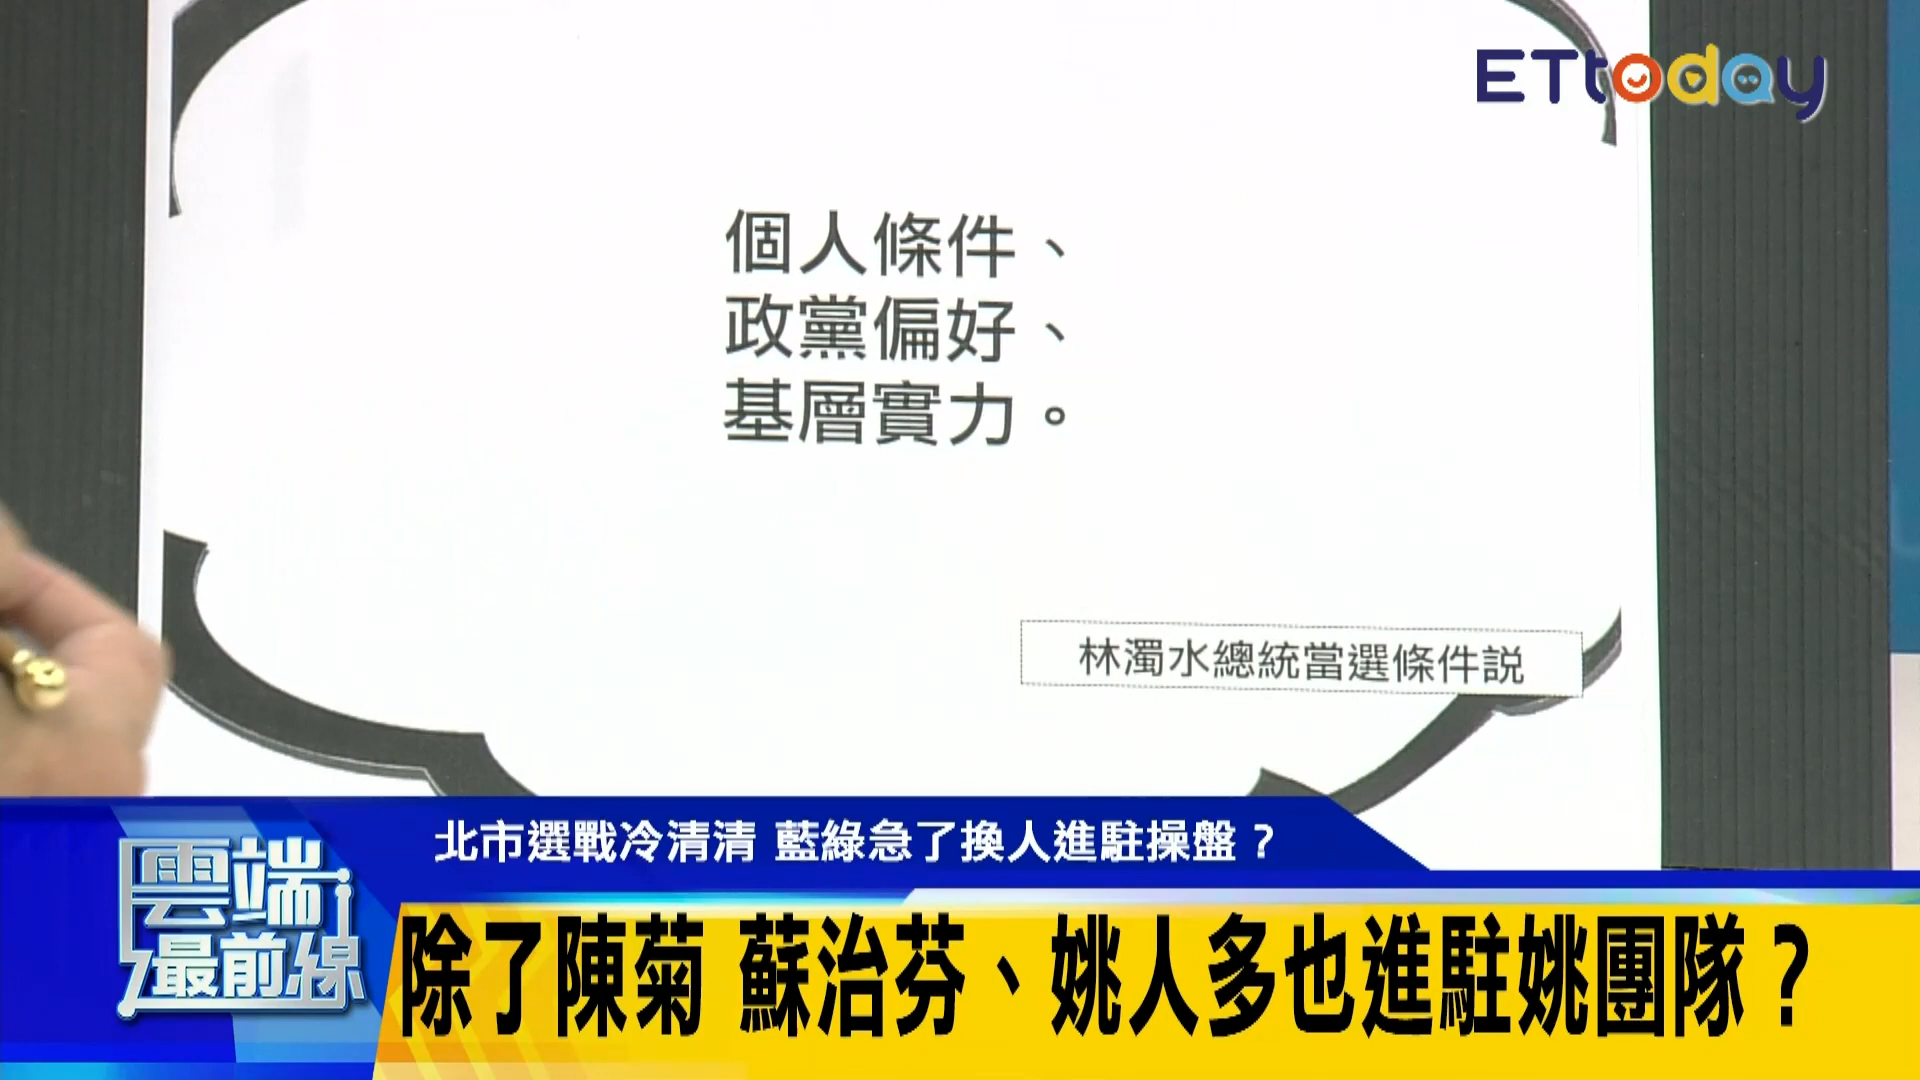 ETtoday
個人條件、
政黨偏好、
基層實力。
林濁水總統當選條件説
北市選戰冷清清 藍綠急了換人進駐操盤？
雲端
最前線
除了陳菊 蘇治芬、姚人多也進駐姚團隊？